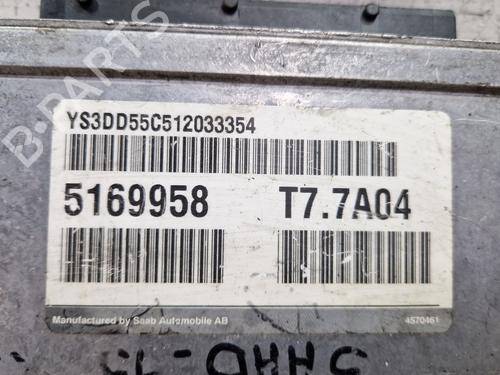 B-PARTS
YS3DD55C512033354
5169958 T7.7A04
Manufactured by Saab Automobile AB 4570461